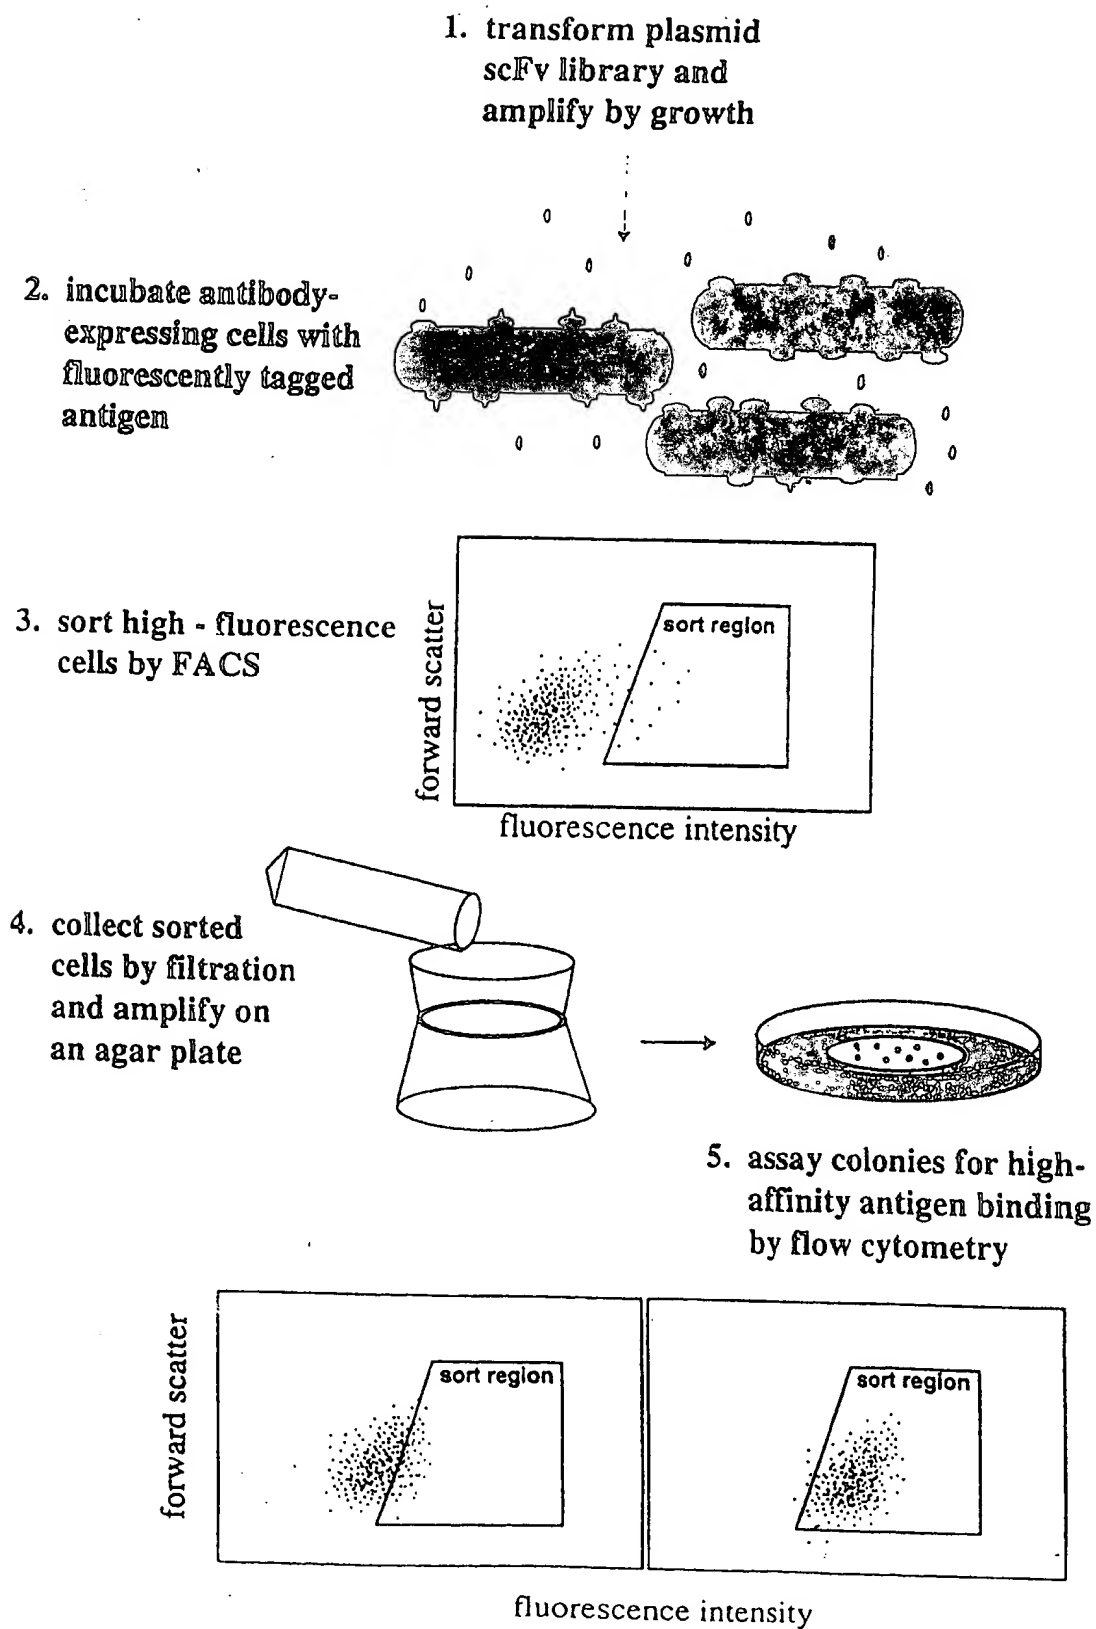 1. transform plasmid
scFv library and
amplify by growth
2. incubate antibody-
expressing cells with
fluorescently tagged
antigen
3. sort high - fluorescence
cells by FACS
forward scatter
sort region
fluorescence intensity
4. collect sorted
cells by filtration
and amplify on
an agar plate
5. assay colonies for high-
affinity antigen binding
by flow cytometry
forward scatter
sort region
sort region
fluorescence intensity